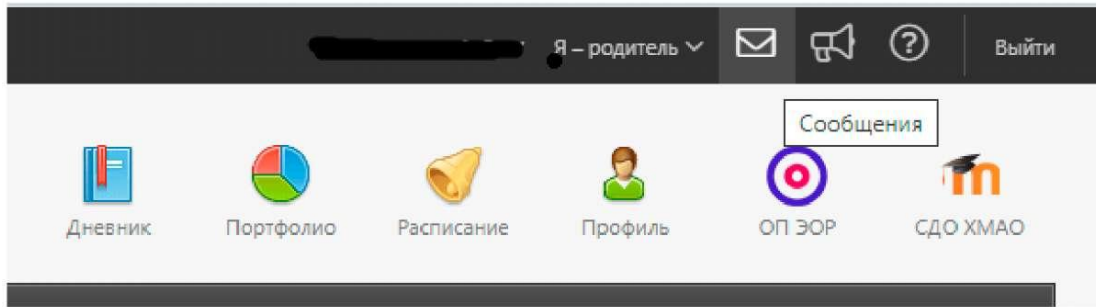 Я – родитель
Выйти
Сообщения
Дневник
Портфолио
Расписание
Профиль
ОП ЭОР
СДО ХМАО